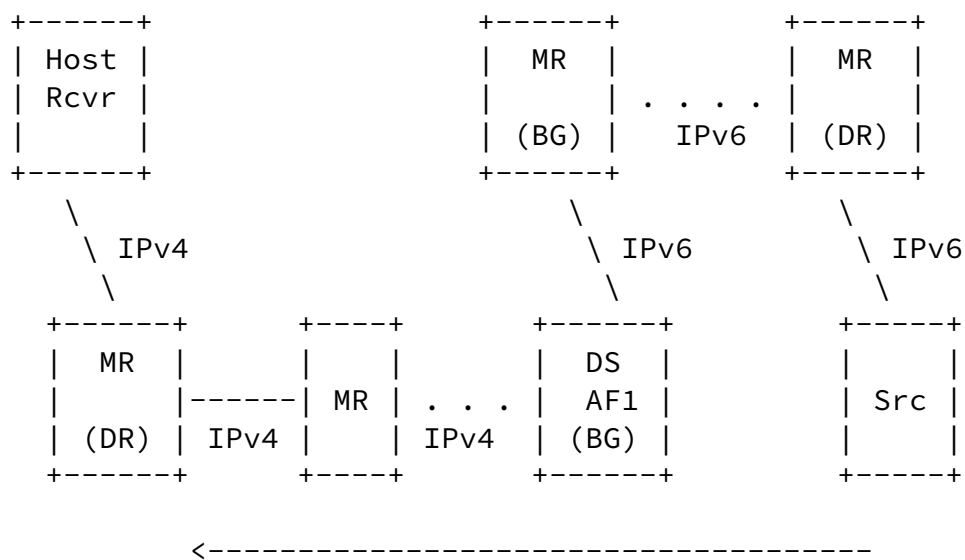 Host MR MR
Rcvr . . . .
(BG) IPv6 (DR)
IPv4 IPv6 IPv6
MR DS
MR . . . AF1 Src
(DR) IPv4 IPv4 (BG)